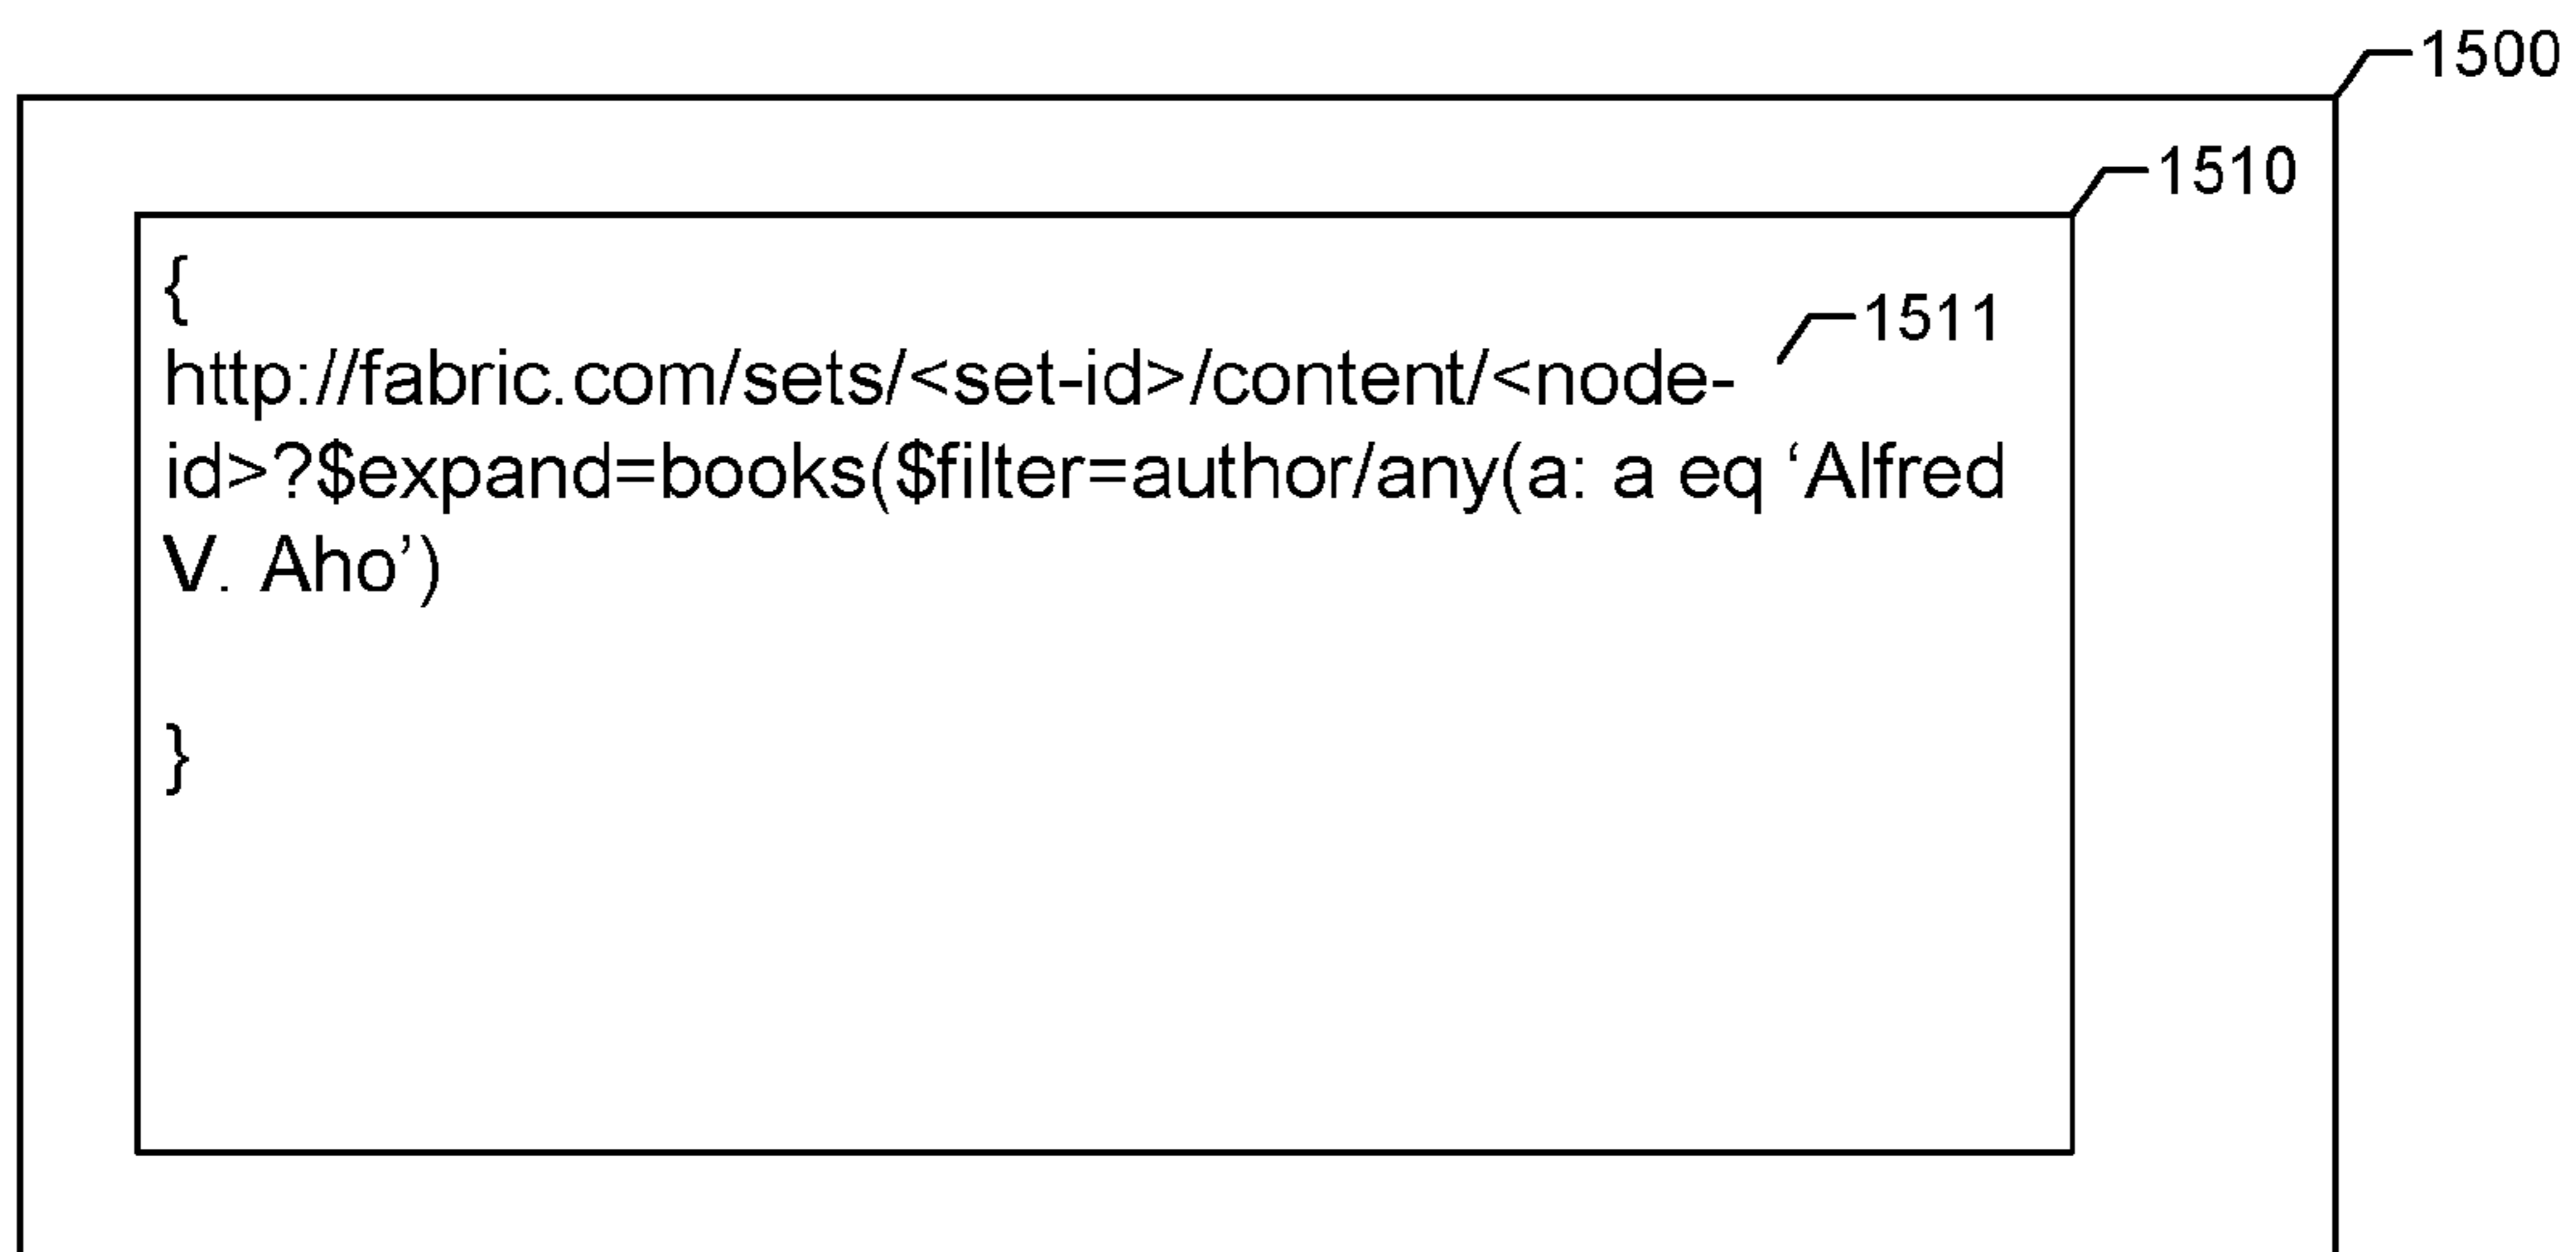 1500
1510
{
1511
http://fabric.com/sets/<set-id>/content/<node-
id>?$expand=books($filter=author/any(a: a eq ‘Alfred
V. Aho’)
}